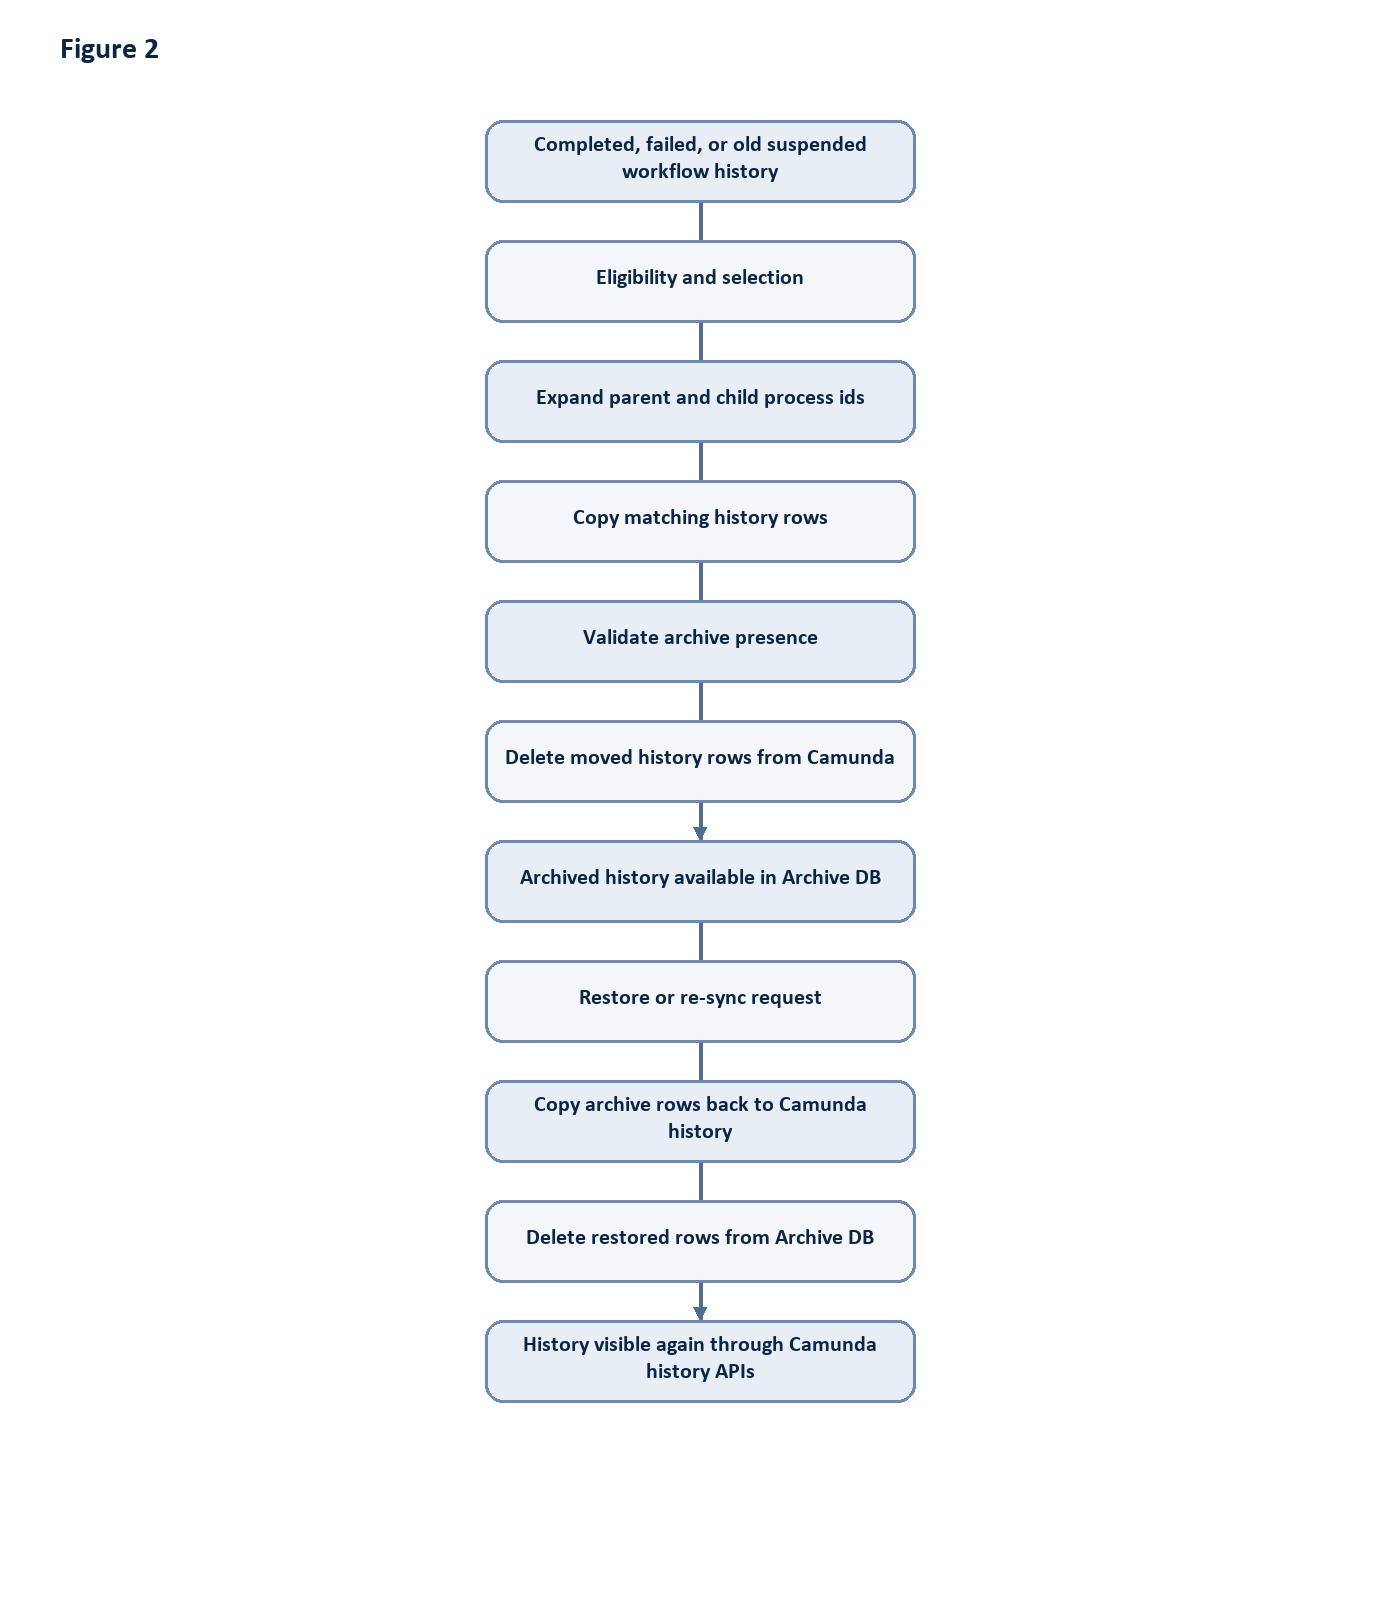 Figure 2
Completed, failed, or old suspended
workflow history
Eligibility and selection
Expand parent and child process ids
Copy matching history rows
Validate archive presence
Delete moved history rows from Camunda
Archived history available in Archive DB
Restore or re-sync request
Copy archive rows back to Camunda
history
Delete restored rows from Archive DB
History visible again through Camunda
history APIs